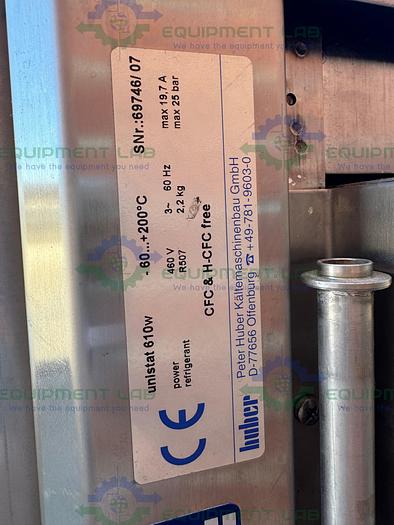 unistat 610w -60...+200°C SNr.:69746/ 07
power 460 V 3~ 60 Hz max 19,7 A
refrigerant R507 2,2 kg max 25 bar
CFC & H-CFC free
CE
huber Peter Huber Kältemaschinenbau GmbH
D-77656 Offenburg ☎ +49-781-9603-0
EQUIPMENT LAB
We have the equipment you need